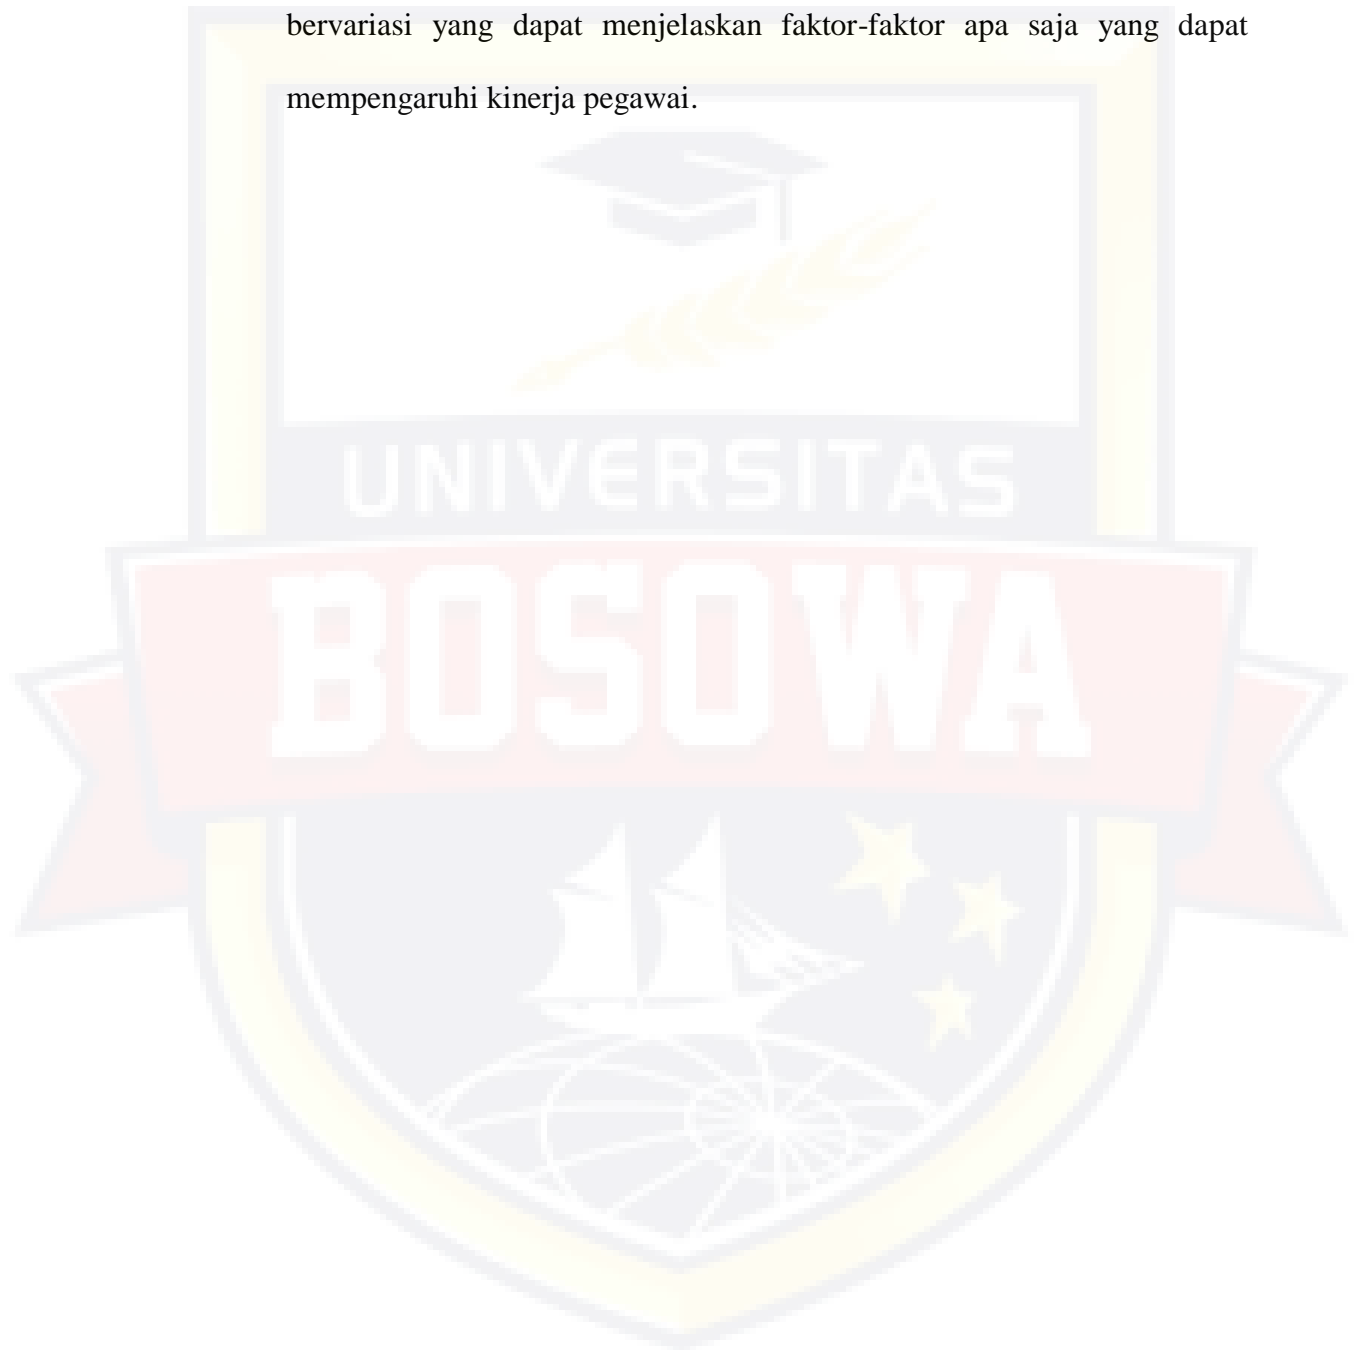 bervariasi yang dapat menjelaskan faktor-faktor apa saja yang dapat
mempengaruhi kinerja pegawai.
UNIVERSITAS
BOSOWA